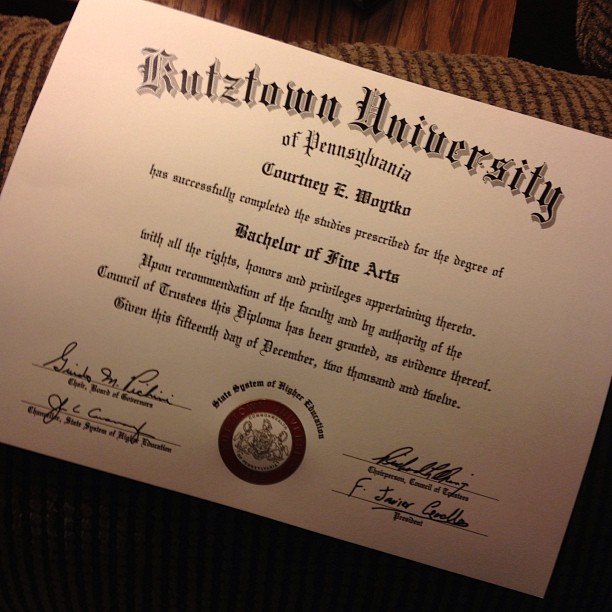 Kutztown University
of Pennsylvania
Courtney E. Woytko
has successfully completed the studies prescribed for the degree of
Bachelor of Fine Arts
with all the rights, honors and privileges appertaining thereto.
Upon recommendation of the faculty and by authority of the
Council of Trustees this Diploma has been granted, as evidence thereof.
Given this fifteenth day of December, two thousand and twelve.
Guido M. Pichini
Chair, Board of Governors
Chancellor, State System of Higher Education
State System of Higher Education
Chairperson, Council of Trustees
F. Javier Cevallos
President